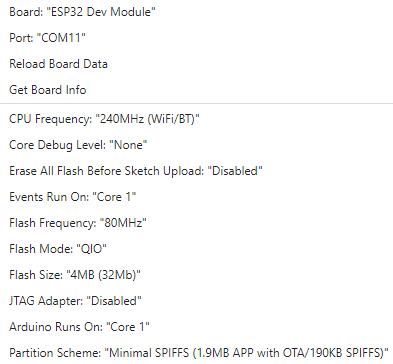 Board: "ESP32 Dev Module"
Port: "COM11"
Reload Board Data
Get Board Info
CPU Frequency: "240MHz (WiFi/BT)"
Core Debug Level: "None"
Erase All Flash Before Sketch Upload: "Disabled"
Events Run On: "Core 1"
Flash Frequency: "80MHz"
Flash Mode: "QIO"
Flash Size: "4MB (32Mb)"
JTAG Adapter: "Disabled"
Arduino Runs On: "Core 1"
Partition Scheme: "Minimal SPIFFS (1.9MB APP with OTA/190KB SPIFFS)"